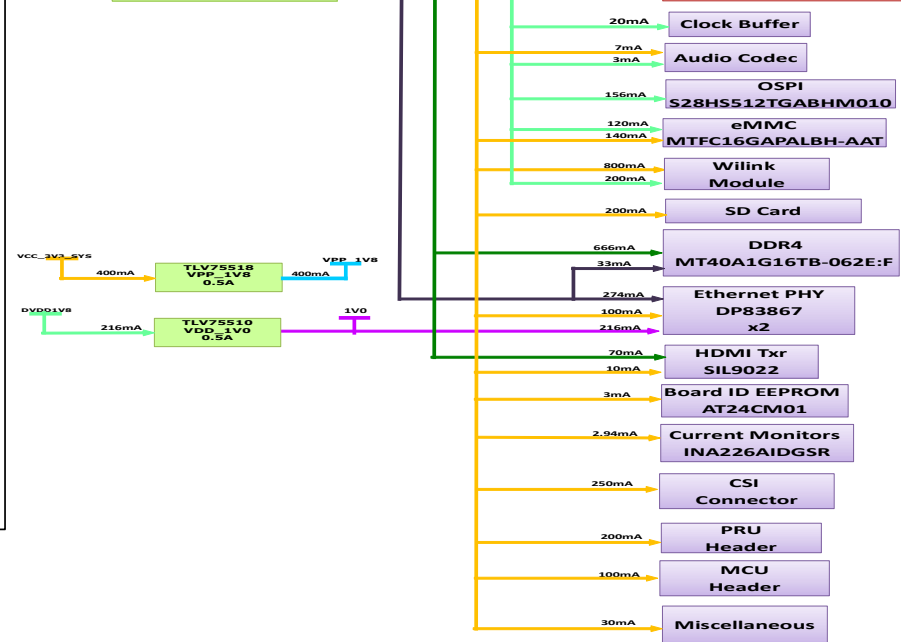 20mA
Clock Buffer
7mA
3mA
Audio Codec
156mA
OSPI
S28HS512TGABHM010
120mA
140mA
eMMC
MTFC16GAPALBH-AAT
800mA
200mA
Wilink
Module
200mA
SD Card
666mA
33mA
DDR4
MT40A1G16TB-062E:F
VCC_3V3_SYS
400mA
TLV75518
VPP_1V8
0.5A
400mA
VPP_1V8
274mA
100mA
216mA
Ethernet PHY
DP83867
x2
DVDD1V8
216mA
TLV75510
VDD_1V0
0.5A
1V0
70mA
10mA
HDMI Txr
SIL9022
3mA
Board ID EEPROM
AT24CM01
2.94mA
Current Monitors
INA226AIDGSR
250mA
CSI
Connector
200mA
PRU
Header
100mA
MCU
Header
30mA
Miscellaneous